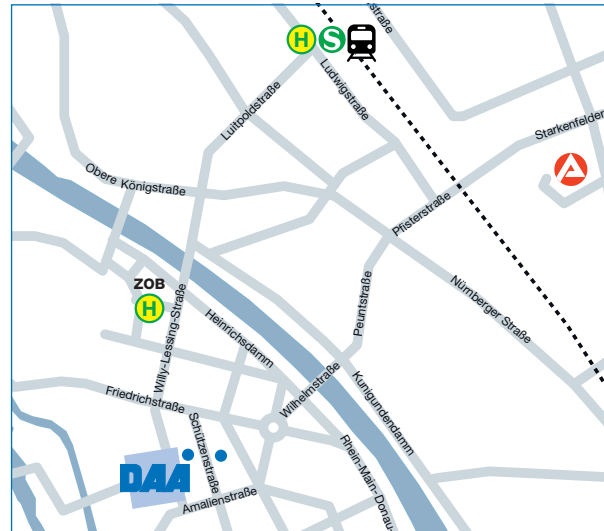 straße
H S
Ludwigstraße
Luitpoldstraße
Starkenfelder
Obere Königstraße
Pfisterstraße
ZOB
H
Nürnberger Straße
Peuntstraße
Heinrichsdamm
Willy-Lessing-Straße
Kunigundendamm
Wilhelmstraße
Friedrichstraße
Schützenstraße
Rhein-Main-Donau-
DAA
Amalienstraße